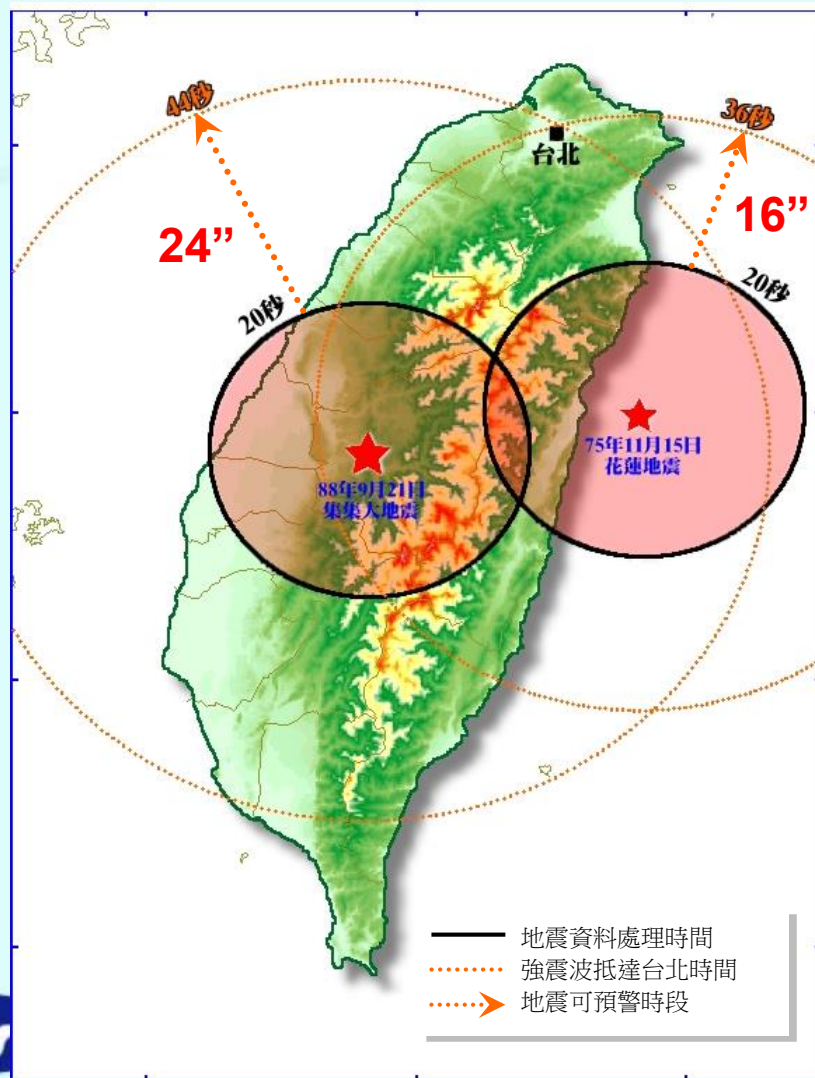 44秒
36秒
台北
24”
16”
20秒
20秒
75年11月15日
花蓮地震
88年9月21日
集集大地震
地震資料處理時間
強震波抵達台北時間
地震可預警時段